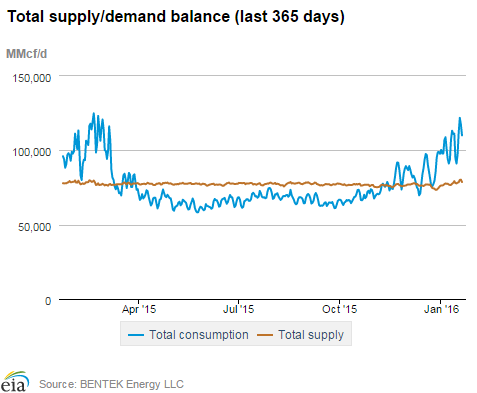 Total supply/demand balance (last 365 days)
MMcf/d
150,000
100,000
50,000
0
Apr '15 Jul '15 Oct '15 Jan '16
Total consumption Total supply
eia Source: BENTEK Energy LLC